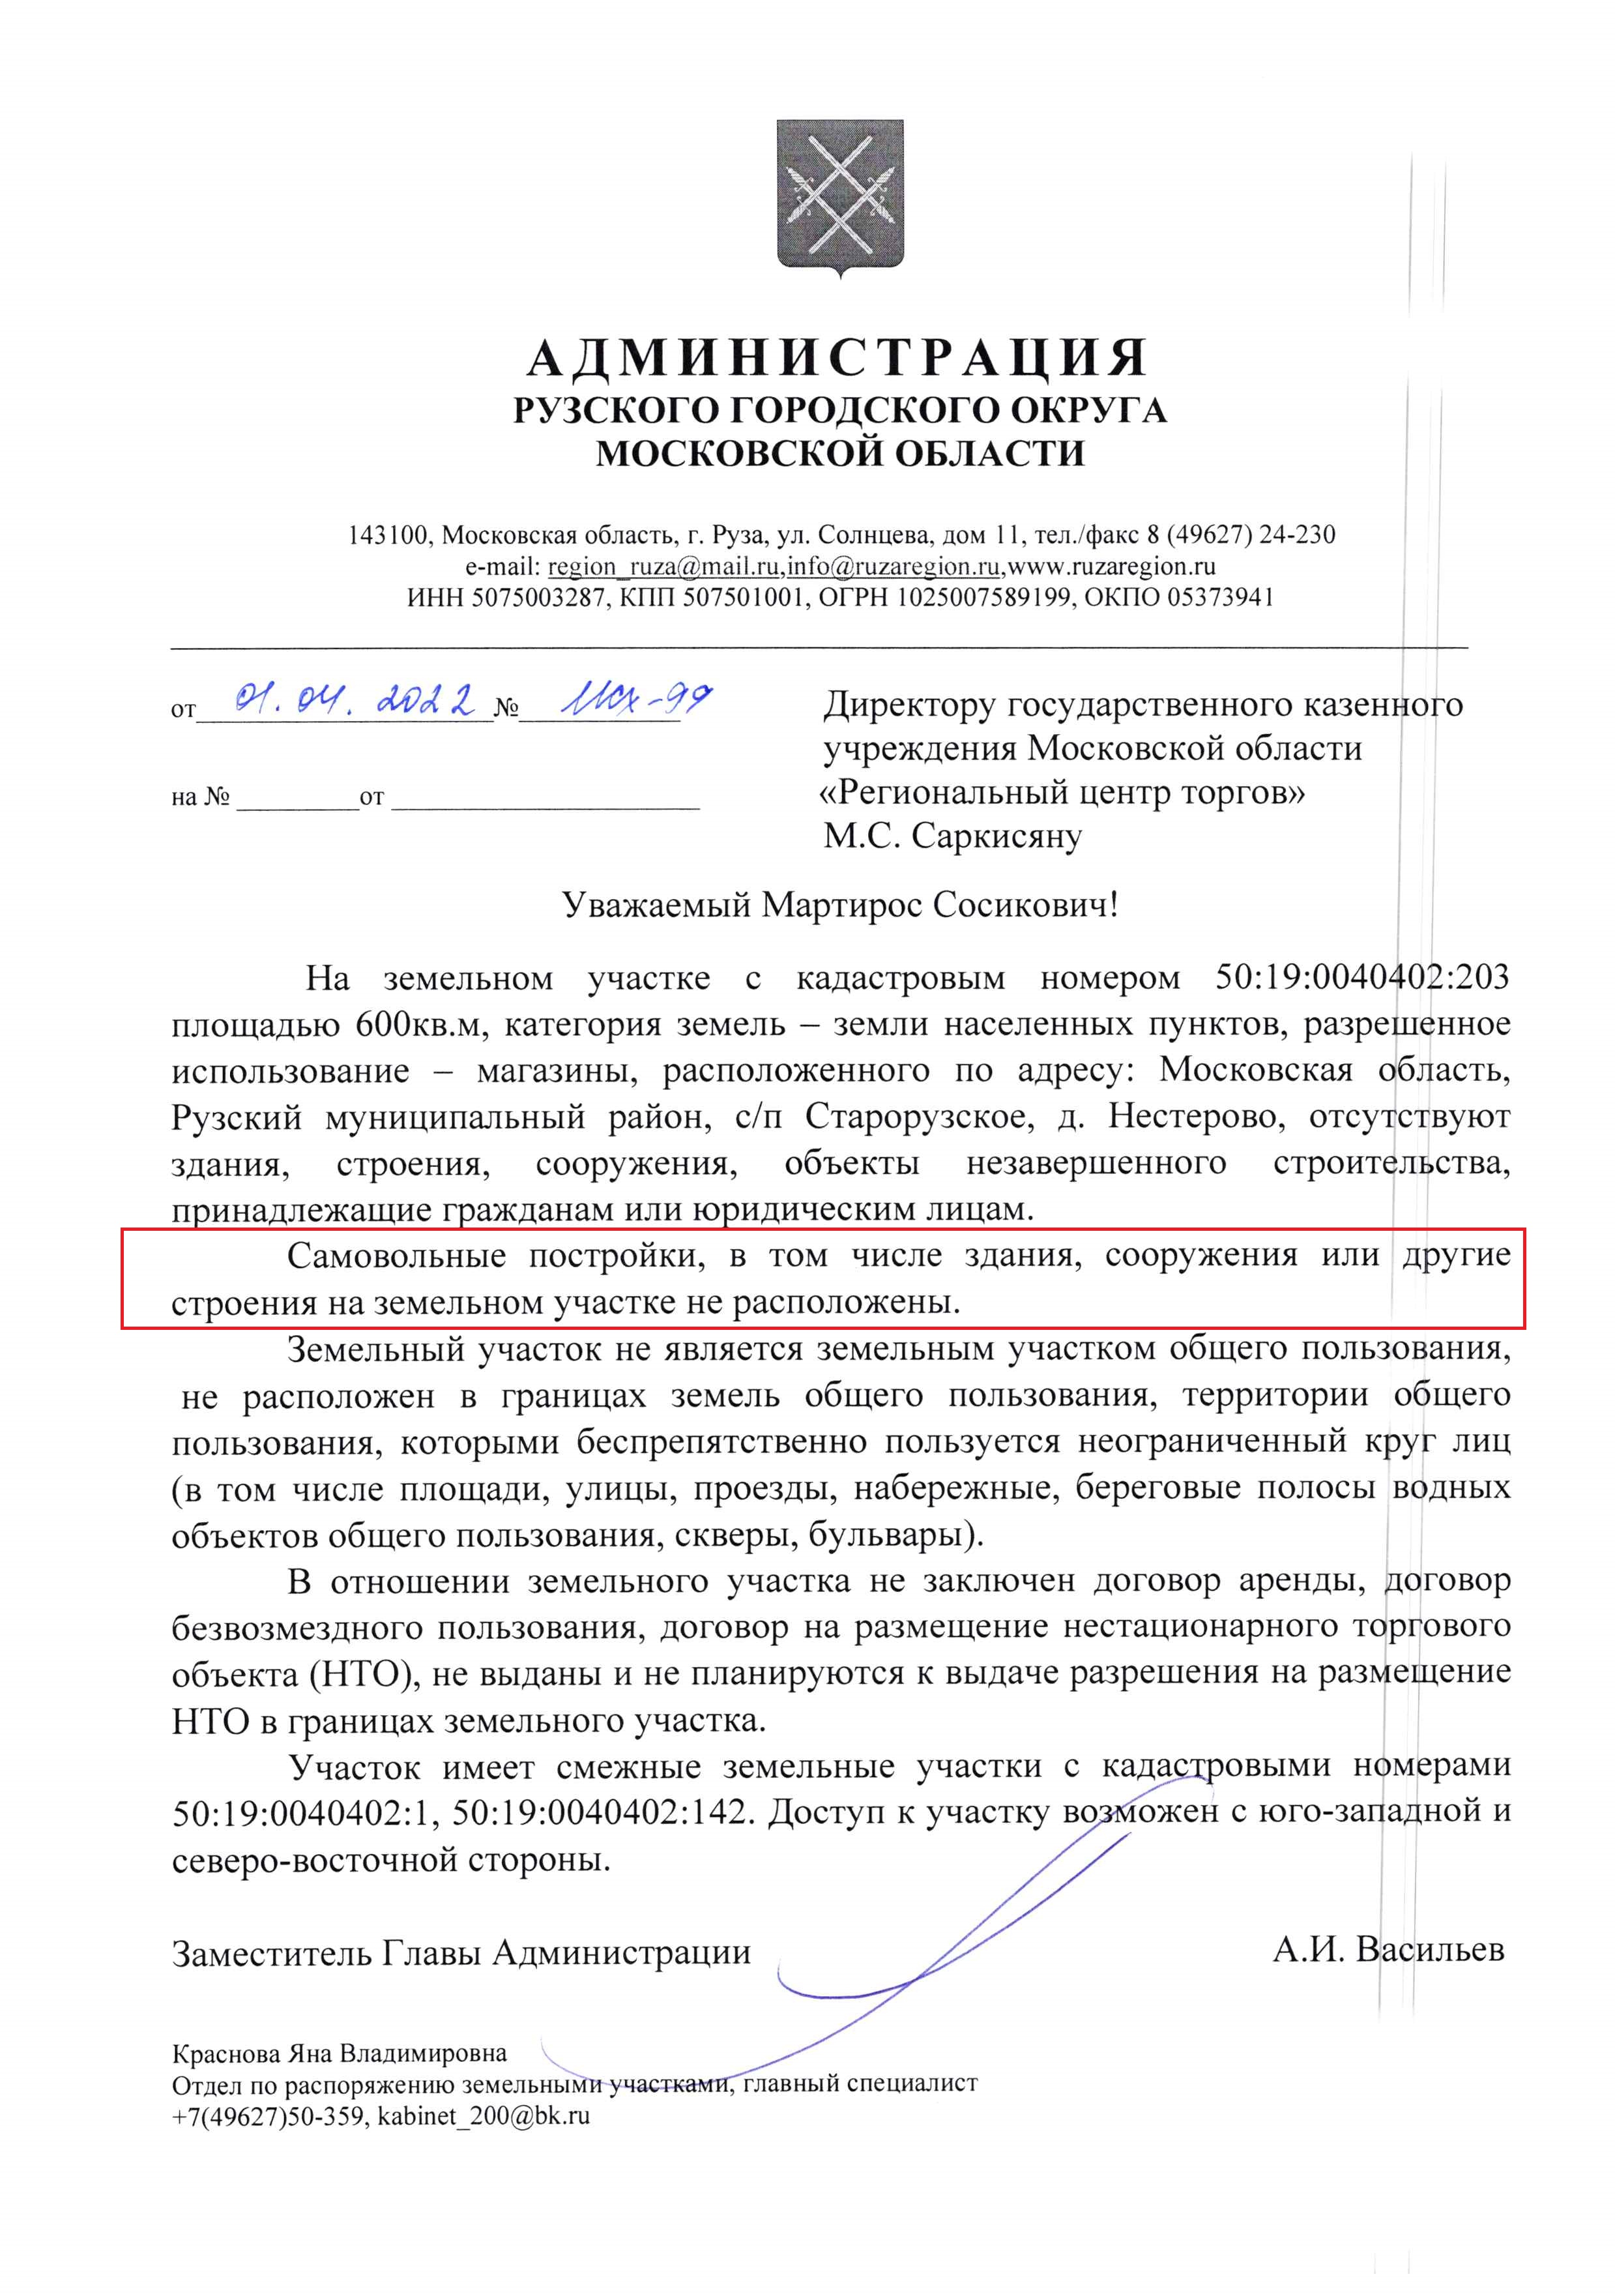 АДМИНИСТРАЦИЯ
РУЗСКОГО ГОРОДСКОГО ОКРУГА
МОСКОВСКОЙ ОБЛАСТИ
143100, Московская область, г. Руза, ул. Солнцева, дом 11, тел./факс 8 (49627) 24-230
e-mail: region_ruza@mail.ru,info@ruzaregion.ru,www.ruzaregion.ru
ИНН 5075003287, КПП 507501001, ОГРН 1025007589199, ОКПО 05373941
от 01.04.2022 № Исх-99
на № от
Директору государственного казенного
учреждения Московской области
«Региональный центр торгов»
М.С. Саркисяну
Уважаемый Мартирос Сосикович!
На земельном участке с кадастровым номером 50:19:0040402:203
площадью 600кв.м, категория земель – земли населенных пунктов, разрешенное
использование – магазины, расположенного по адресу: Московская область,
Рузский муниципальный район, с/п Старорузское, д. Нестерово, отсутствуют
здания, строения, сооружения, объекты незавершенного строительства,
принадлежащие гражданам или юридическим лицам.
Самовольные постройки, в том числе здания, сооружения или другие
строения на земельном участке не расположены.
Земельный участок не является земельным участком общего пользования,
не расположен в границах земель общего пользования, территории общего
пользования, которыми беспрепятственно пользуется неограниченный круг лиц
(в том числе площади, улицы, проезды, набережные, береговые полосы водных
объектов общего пользования, скверы, бульвары).
В отношении земельного участка не заключен договор аренды, договор
безвозмездного пользования, договор на размещение нестационарного торгового
объекта (НТО), не выданы и не планируются к выдаче разрешения на размещение
НТО в границах земельного участка.
Участок имеет смежные земельные участки с кадастровыми номерами
50:19:0040402:1, 50:19:0040402:142. Доступ к участку возможен с юго-западной и
северо-восточной стороны.
Заместитель Главы Администрации А.И. Васильев
Краснова Яна Владимировна
Отдел по распоряжению земельными участками, главный специалист
+7(49627)50-359, kabinet_200@bk.ru